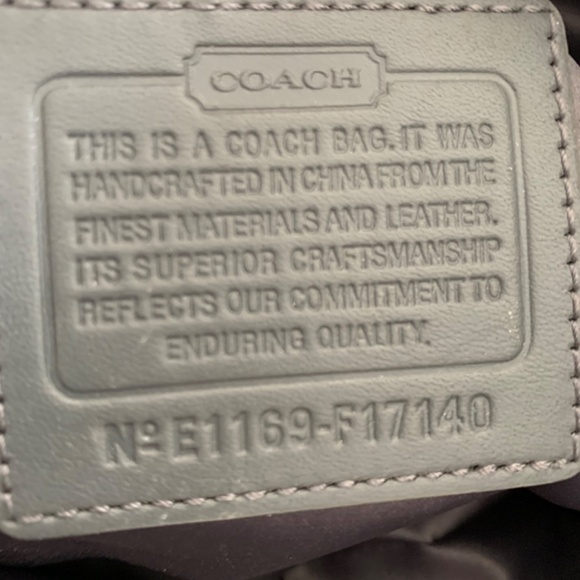 COACH
THIS IS A COACH BAG. IT WAS
HANDCRAFTED IN CHINA FROM THE
FINEST MATERIALS AND LEATHER.
ITS SUPERIOR CRAFTSMANSHIP
REFLECTS OUR COMMITMENT TO
ENDURING QUALITY.
Nº E1169-F17140